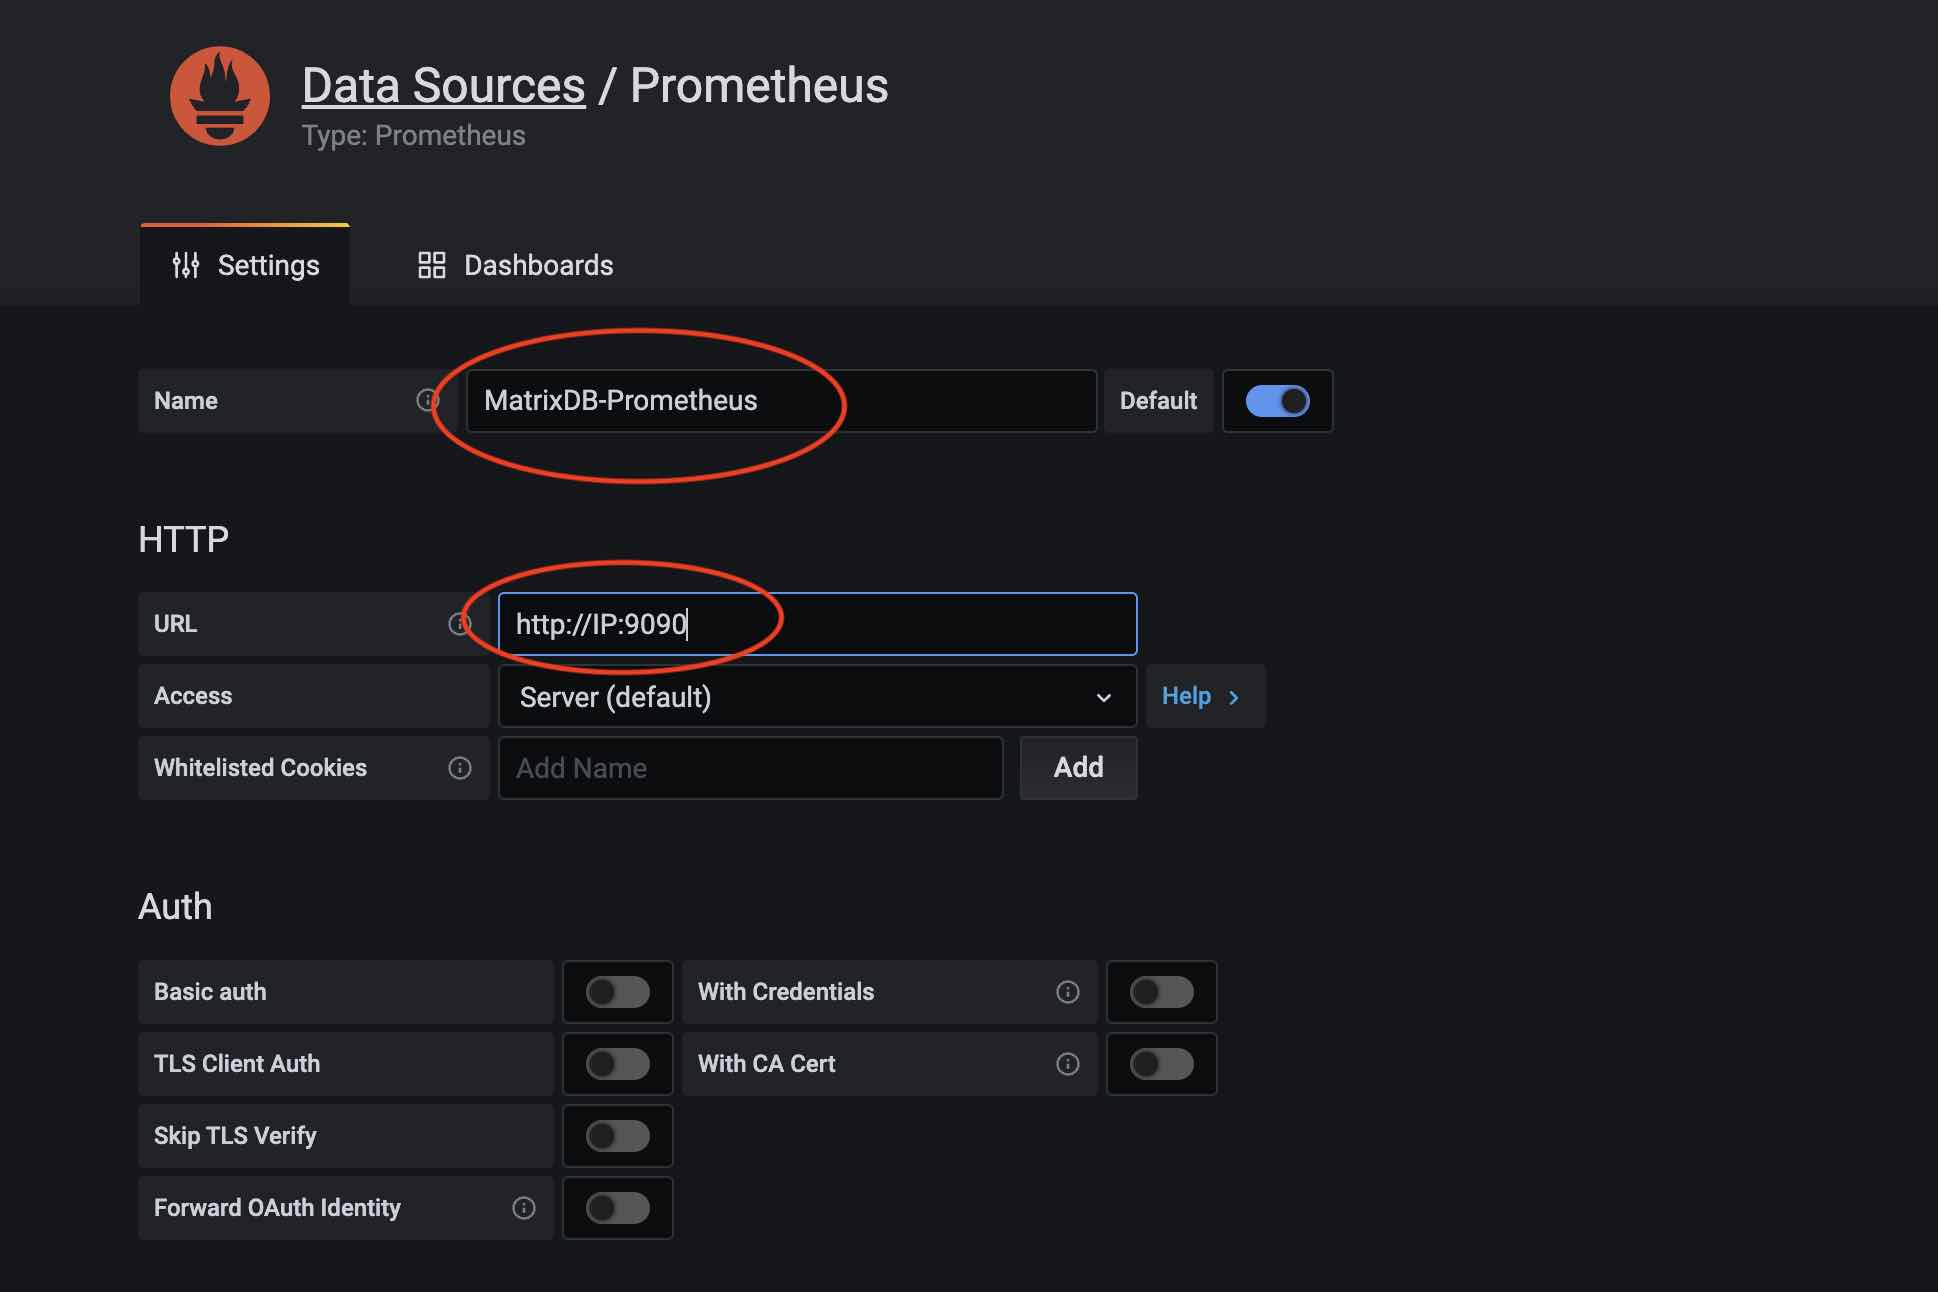 Data Sources / Prometheus
Type: Prometheus
Settings
Dashboards
Name
MatrixDB-Prometheus
Default
HTTP
URL
http://IP:9090
Access
Server (default)
Help
Whitelisted Cookies
Add Name
Add
Auth
Basic auth
With Credentials
TLS Client Auth
With CA Cert
Skip TLS Verify
Forward OAuth Identity